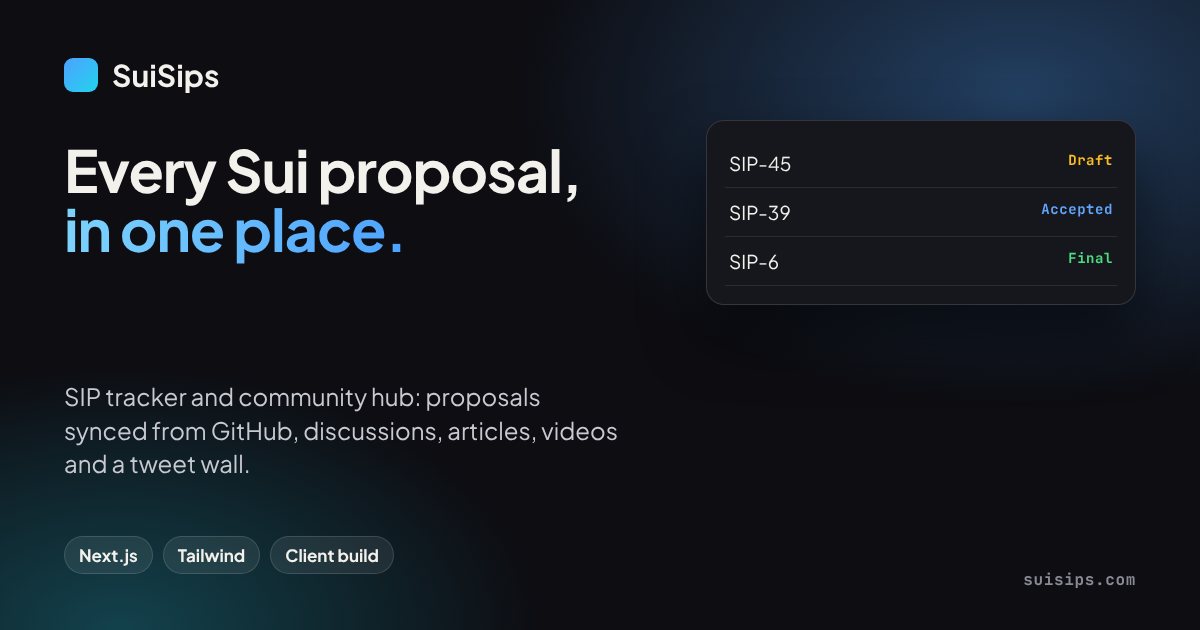 SuiSips
Every Sui proposal,
in one place.
SIP-45 Draft
SIP-39 Accepted
SIP-6 Final
SIP tracker and community hub: proposals
synced from GitHub, discussions, articles, videos
and a tweet wall.
Next.js Tailwind Client build
suisips.com